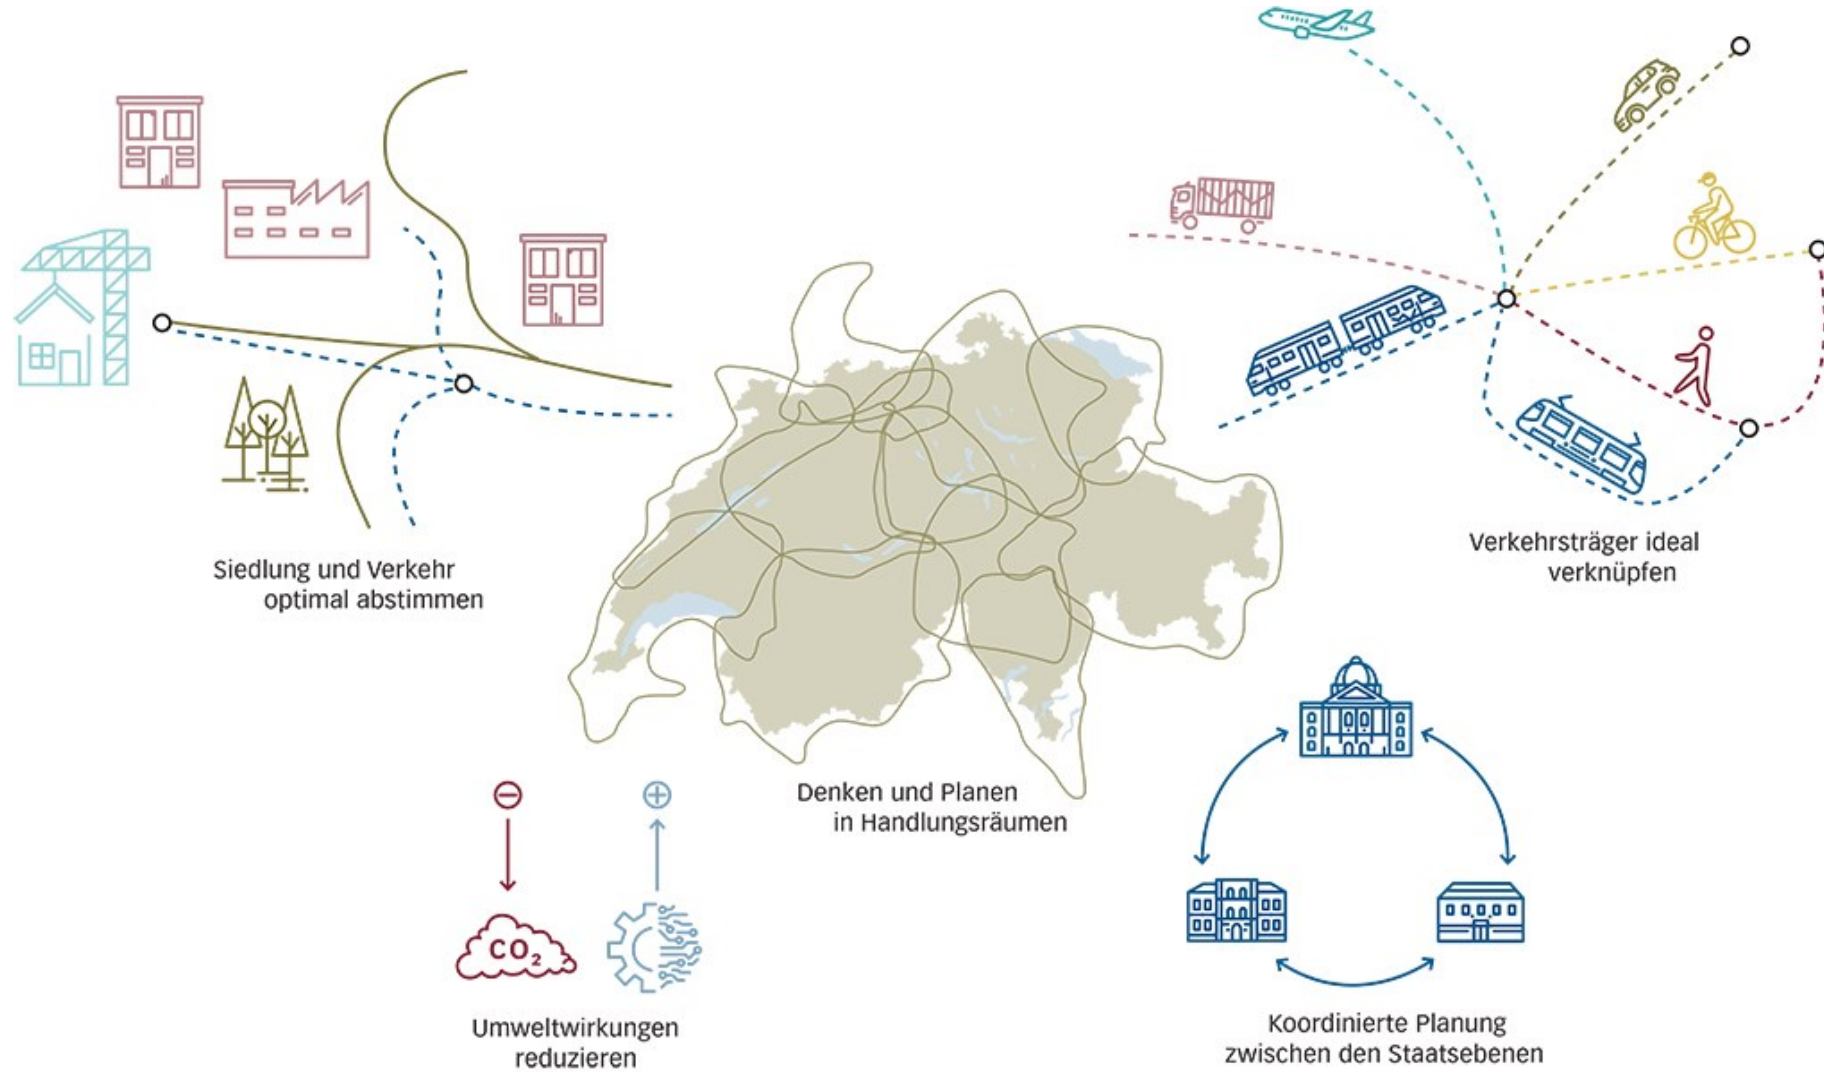 Siedlung und Verkehr
optimal abstimmen
Verkehrsträger ideal
verknüpfen
Denken und Planen
in Handlungsräumen
CO₂
Umweltwirkungen
reduzieren
Koordinierte Planung
zwischen den Staatsebenen